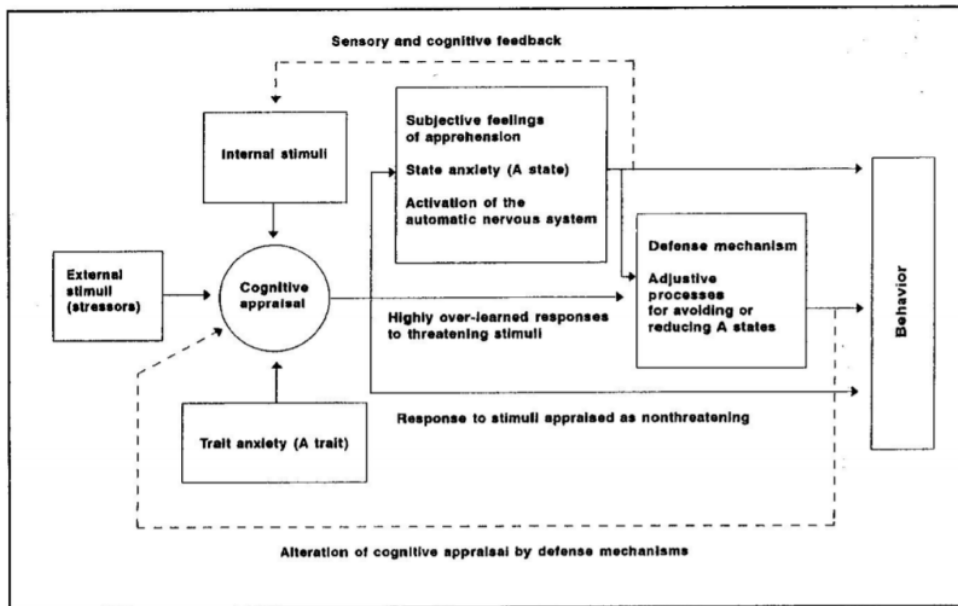 Sensory and cognitive feedback
Internal stimuli
Subjective feelings
of apprehension
State anxiety (A state)
Activation of the
automatic nervous system
External
stimuli
(stressors)
Cognitive
appraisal
Highly over-learned responses
to threatening stimuli
Defense mechanism
Adjustive
processes
for avoiding or
reducing A states
Behavior
Trait anxiety (A trait)
Response to stimuli appraised as nonthreatening
Alteration of cognitive appraisal by defense mechanisms